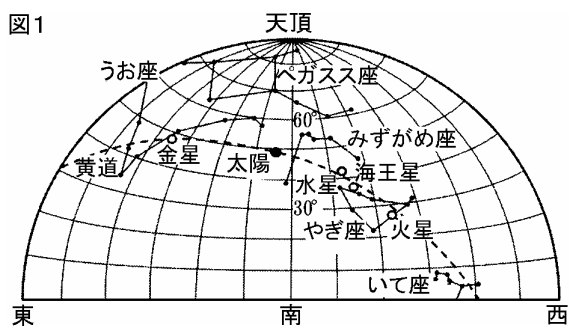 図1
天頂
うお座
ペガスス座
60°
みずがめ座
黄道
金星
太陽
水星
海王星
30°
やぎ座
火星
いて座
東
南
西